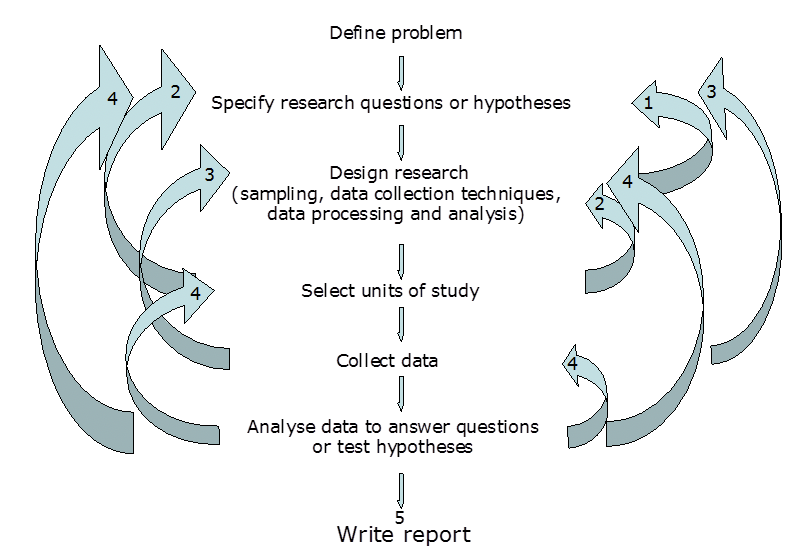 Define problem
4
2
Specify research questions or hypotheses
1
3
3
Design research
(sampling, data collection techniques,
data processing and analysis)
4
2
4
Select units of study
Collect data
4
Analyse data to answer questions
or test hypotheses
5
Write report